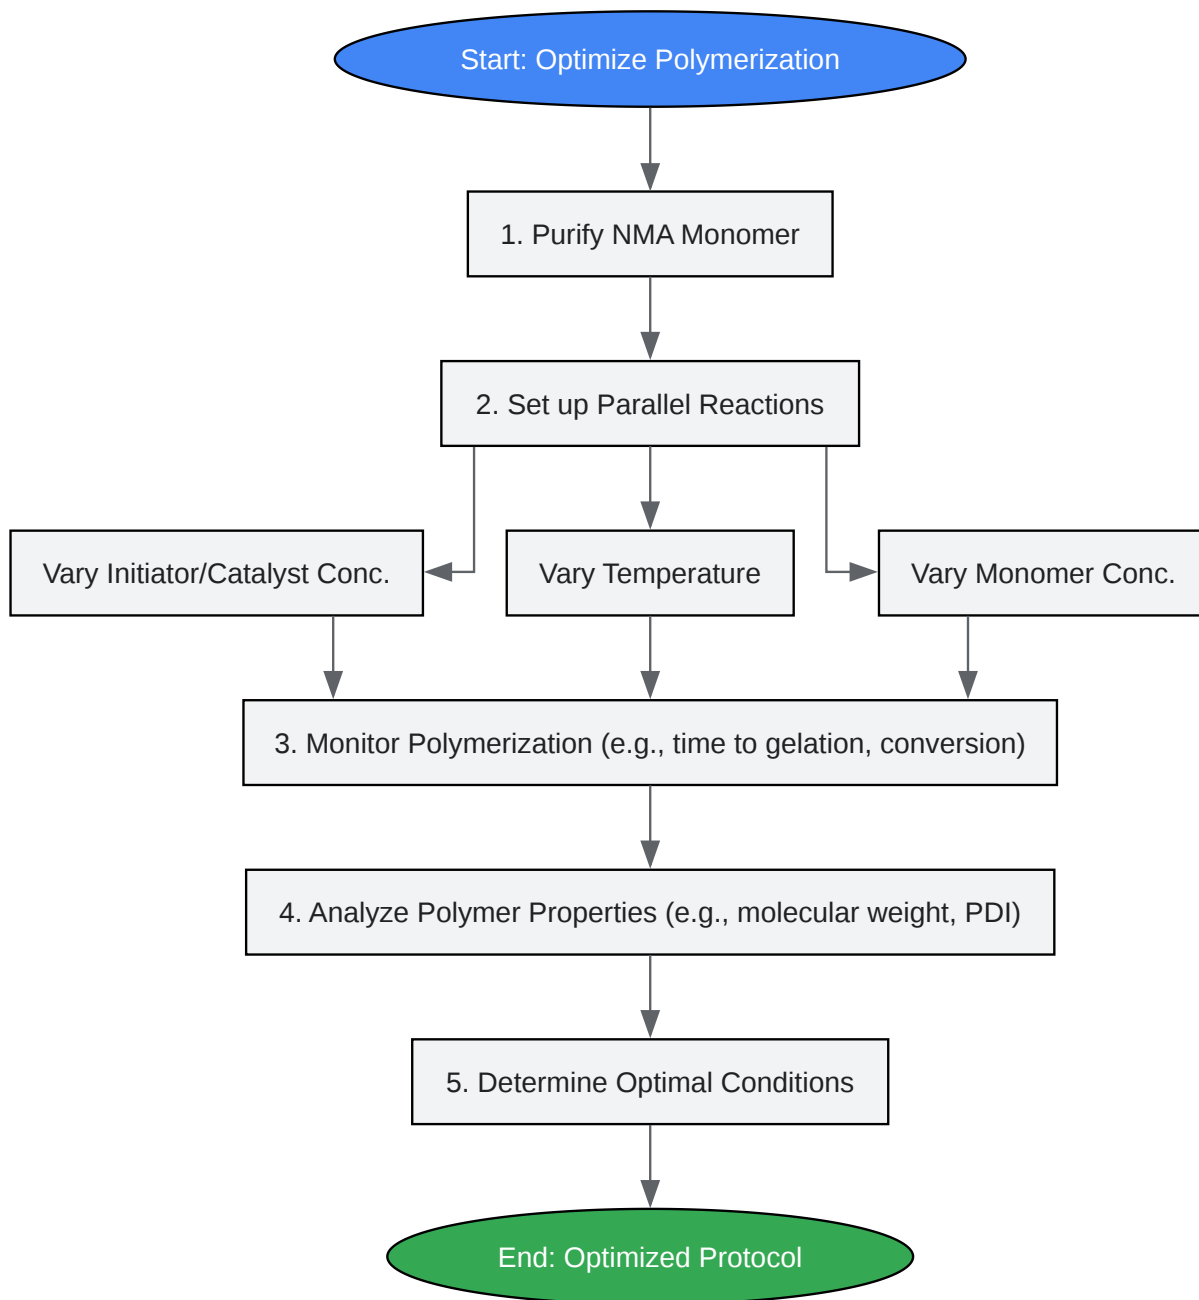 Start: Optimize Polymerization
1. Purify NMA Monomer
2. Set up Parallel Reactions
Vary Initiator/Catalyst Conc.
Vary Temperature
Vary Monomer Conc.
3. Monitor Polymerization (e.g., time to gelation, conversion)
4. Analyze Polymer Properties (e.g., molecular weight, PDI)
5. Determine Optimal Conditions
End: Optimized Protocol